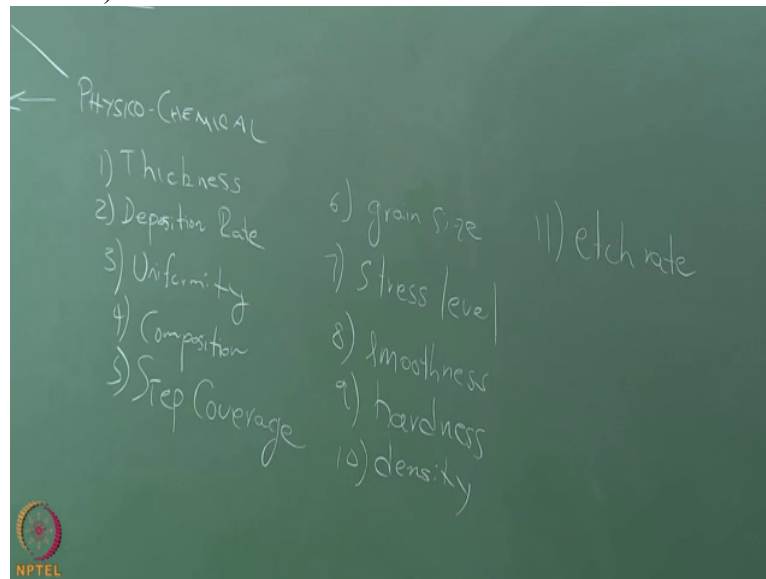 PHYSICO-CHEMICAL
1) Thickness
2) Deposition Rate
3) Uniformity
4) Composition
5) Step Coverage
6) grain size
7) Stress level
8) Smoothness
9) hardness
10) density
11) etch rate
NPTEL